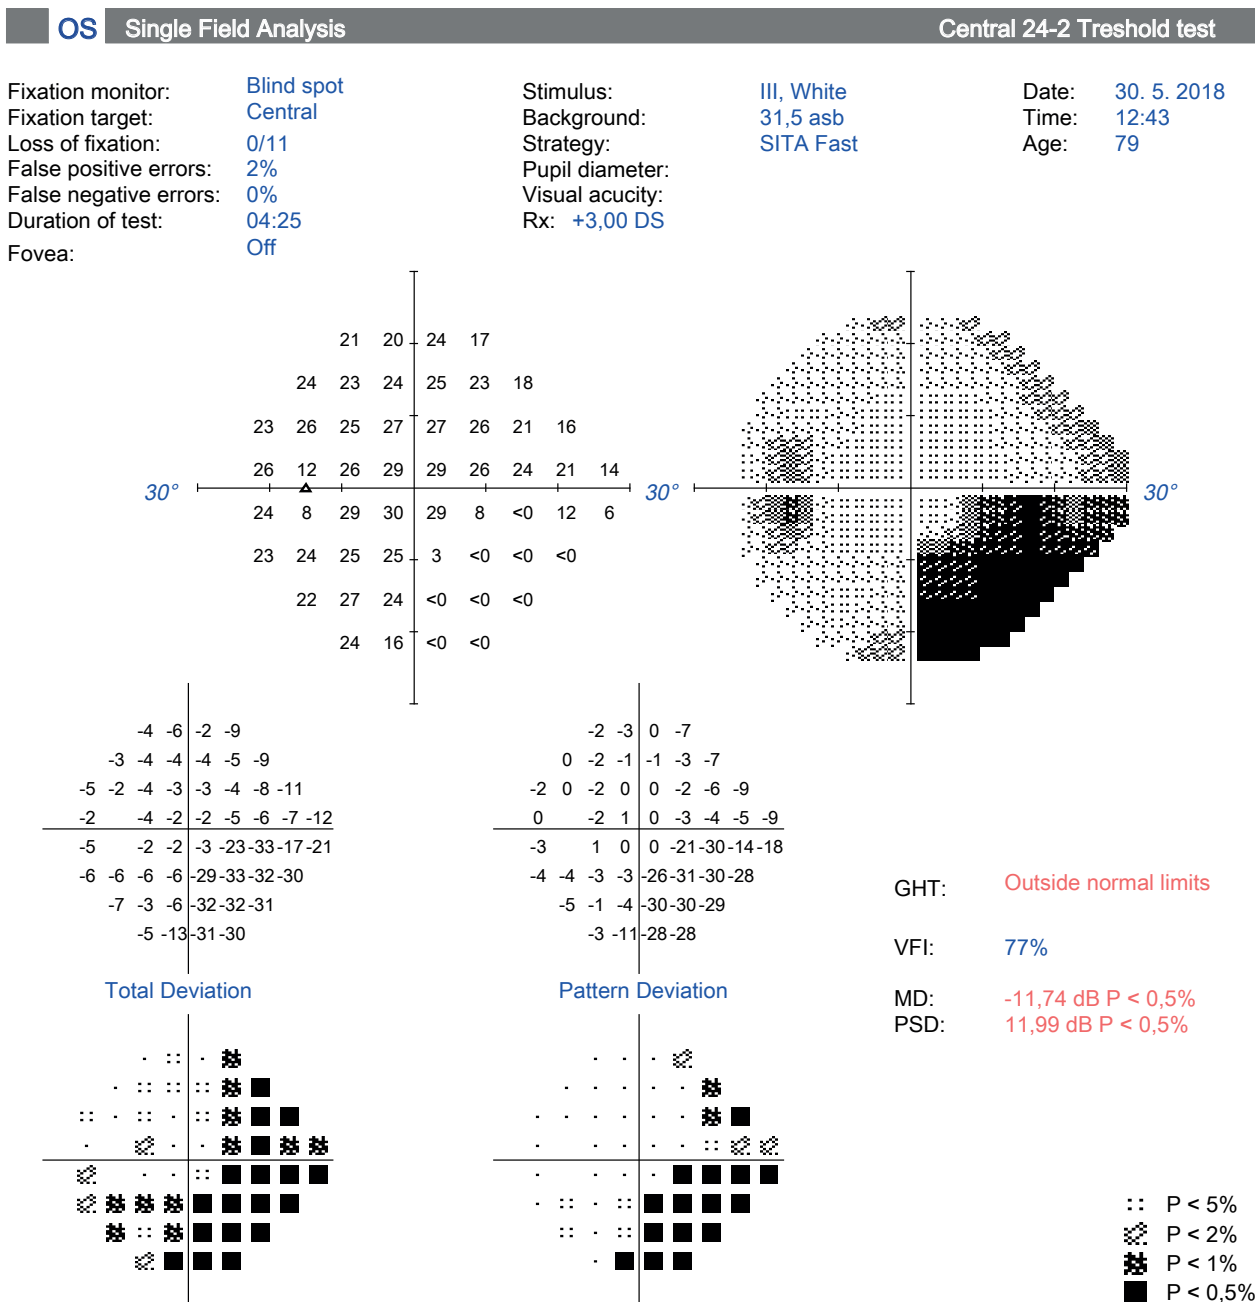 OS Single Field Analysis Central 24-2 Treshold test
Fixation monitor: Blind spot Stimulus: III, White Date: 30. 5. 2018
Fixation target: Central Background: 31,5 asb Time: 12:43
Loss of fixation: 0/11 Strategy: SITA Fast Age: 79
False positive errors: 2% Pupil diameter:
False negative errors: 0% Visual acucity:
Duration of test: 04:25 Rx: +3,00 DS
Fovea: Off
21 20 24 17
24 23 24 25 23 18
23 26 25 27 27 26 21 16
26 12 26 29 29 26 24 21 14
30° 30° 30°
24 8 29 30 29 8 <0 12 6
23 24 25 25 3 <0 <0 <0
22 27 24 <0 <0 <0
24 16 <0 <0
-4 -6 -2 -9 -2 -3 0 -7
-3 -4 -4 -4 -5 -9 0 -2 -1 -1 -3 -7
-5 -2 -4 -3 -3 -4 -8 -11 -2 0 -2 0 0 -2 -6 -9
-2 -4 -2 -2 -5 -6 -7 -12 0 -2 1 0 -3 -4 -5 -9
-5 -2 -2 -3 -23 -33 -17 -21 -3 1 0 0 -21 -30 -14 -18
-6 -6 -6 -6 -29 -33 -32 -30 -4 -4 -3 -3 -26 -31 -30 -28
-7 -3 -6 -32 -32 -31 -5 -1 -4 -30 -30 -29
-5 -13 -31 -30 -3 -11 -28 -28
GHT: Outside normal limits
VFI: 77%
Total Deviation Pattern Deviation
MD: -11,74 dB P < 0,5%
PSD: 11,99 dB P < 0,5%
P < 5%
P < 2%
P < 1%
P < 0,5%